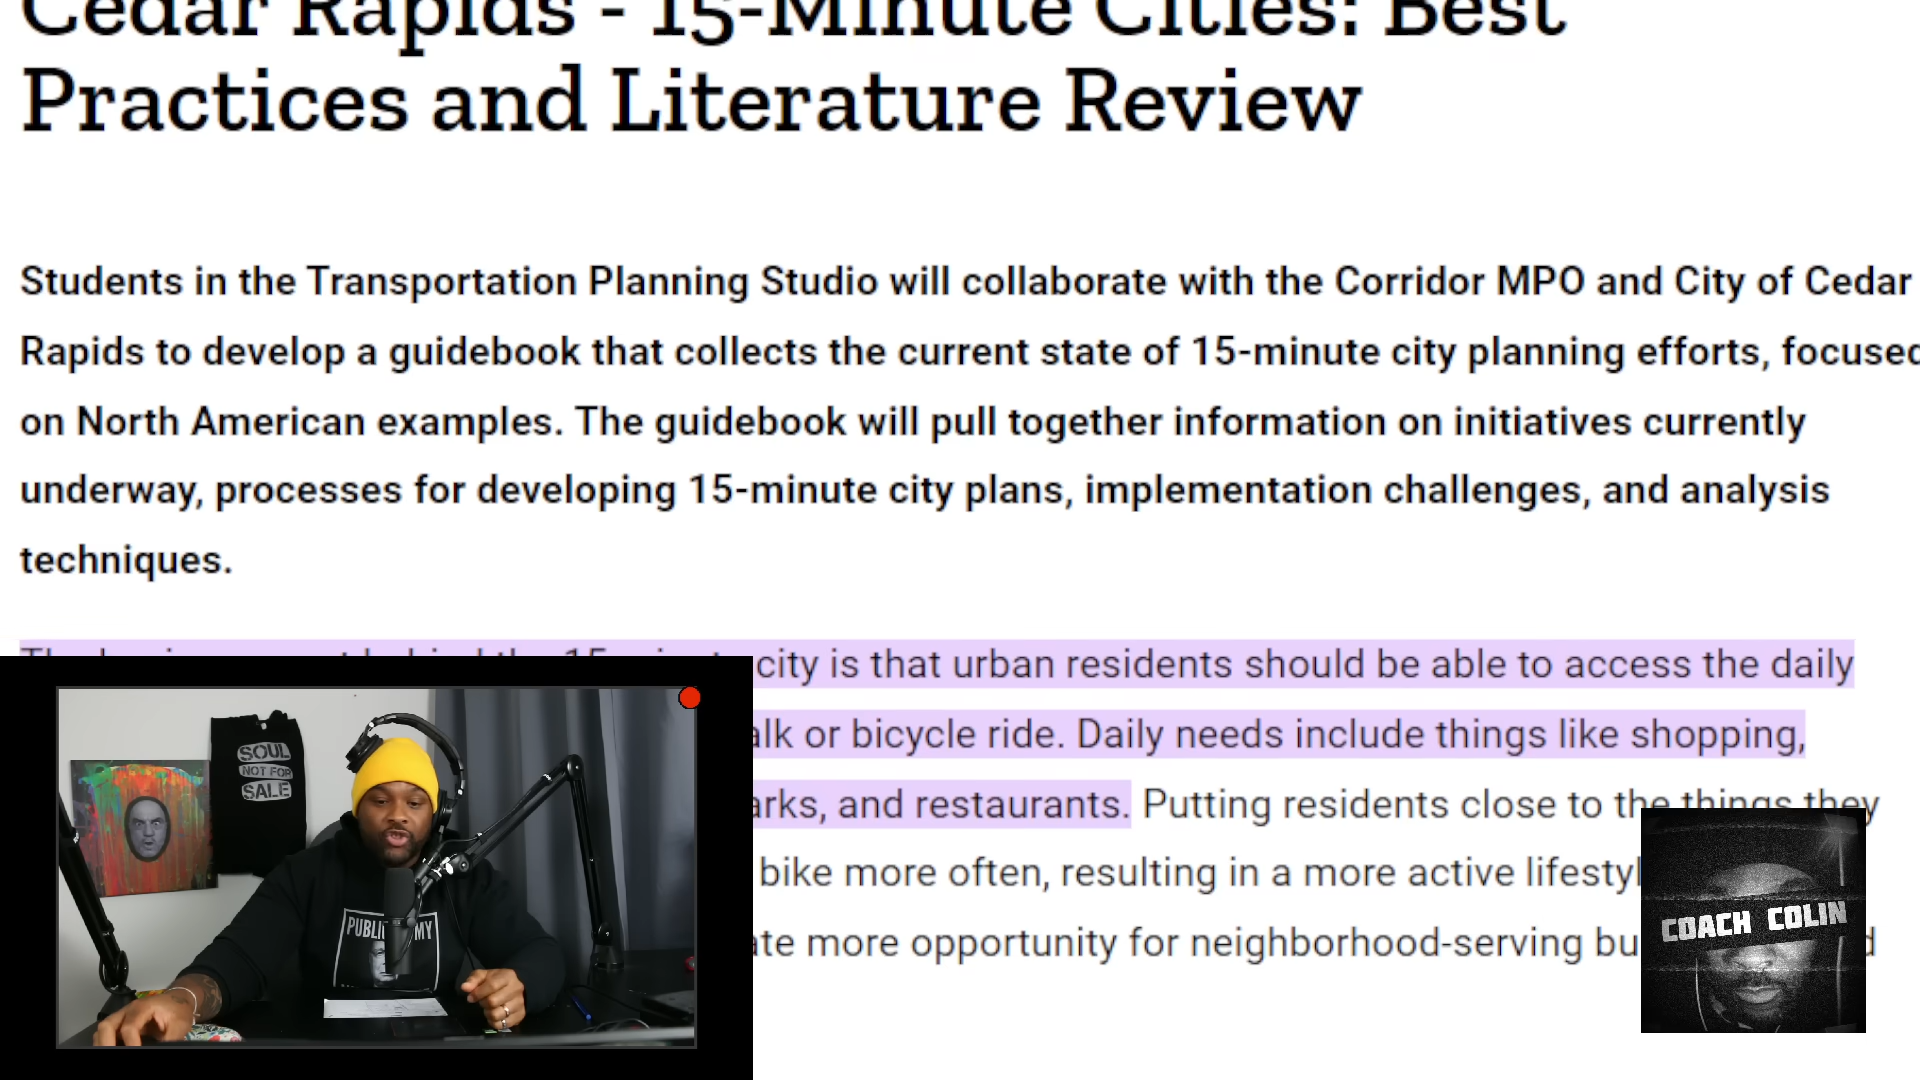 Cedar Rapids - 15-Minute Cities: Best
Practices and Literature Review
Students in the Transportation Planning Studio will collaborate with the Corridor MPO and City of Cedar
Rapids to develop a guidebook that collects the current state of 15-minute city planning efforts, focused
on North American examples. The guidebook will pull together information on initiatives currently
underway, processes for developing 15-minute city plans, implementation challenges, and analysis
techniques.
city is that urban residents should be able to access the daily
alk or bicycle ride. Daily needs include things like shopping,
arks, and restaurants. Putting residents close to the things they
bike more often, resulting in a more active lifestyl
ate more opportunity for neighborhood-serving bu
SOUL
NOT FOR
SALE
PUBLI MY
COACH COLIN